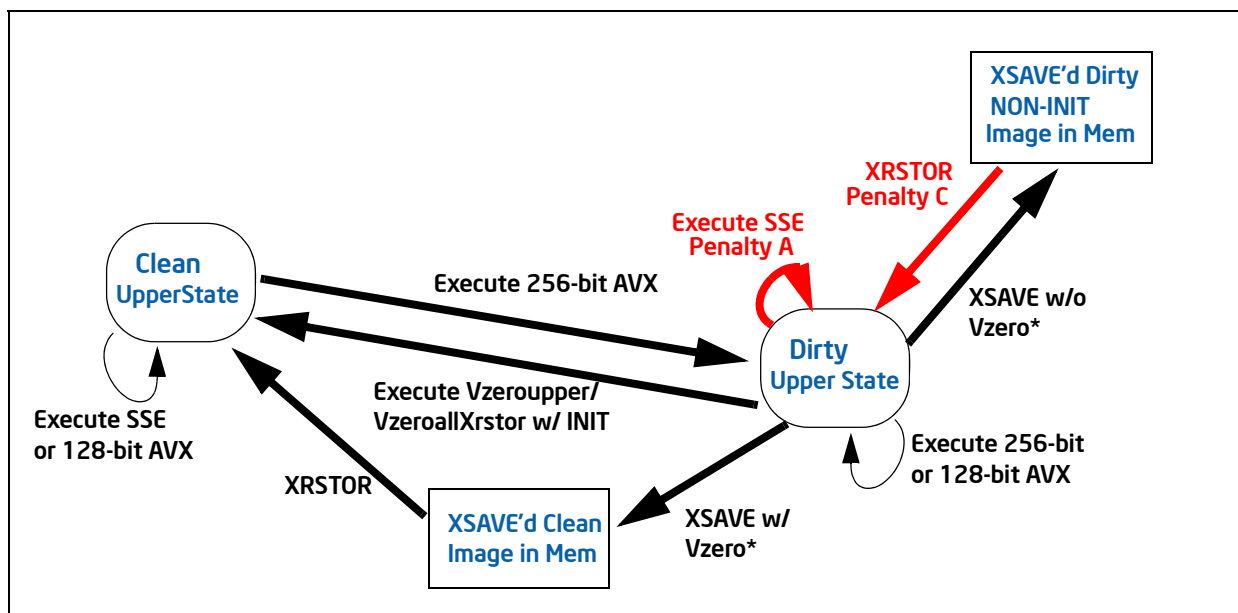 XSAVE'd Dirty
NON-INIT
Image in Mem
XRSTOR
Penalty C
Execute SSE
Penalty A
Clean
UpperState
Execute 256-bit AVX
XSAVE w/o
Vzero*
Dirty
Upper State
Execute Vzeroupper/
VzeroallXrstor w/ INIT
Execute SSE
or 128-bit AVX
Execute 256-bit
or 128-bit AVX
XRSTOR
XSAVE'd Clean
Image in Mem
XSAVE w/
Vzero*